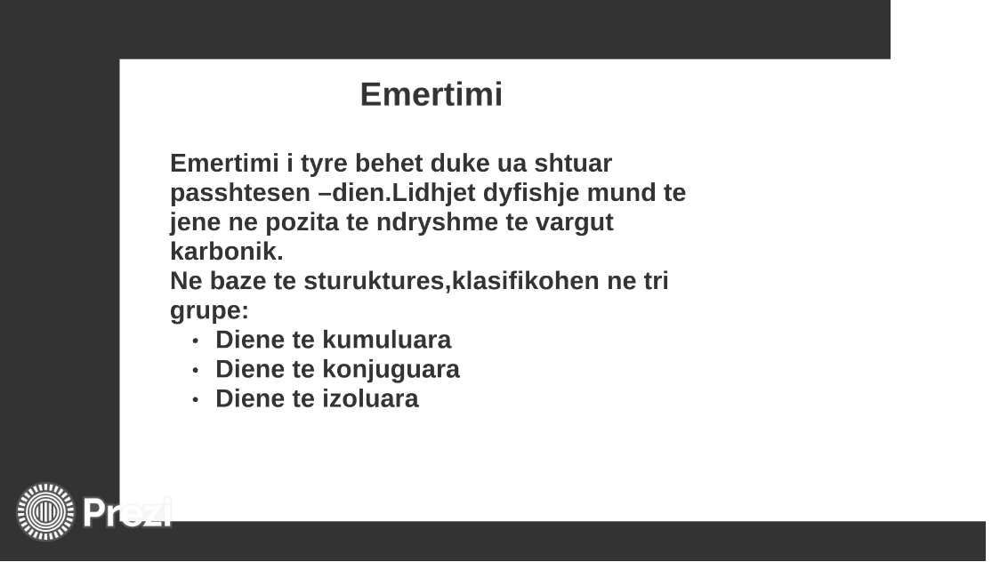 Emertimi
Emertimi i tyre behet duke ua shtuar
passhtesen –dien.Lidhjet dyfishje mund te
jene ne pozita te ndryshme te vargut
karbonik.
Ne baze te sturuktures,klasifikohen ne tri
grupe:
• Diene te kumuluara
• Diene te konjuguara
• Diene te izoluara
Prezi